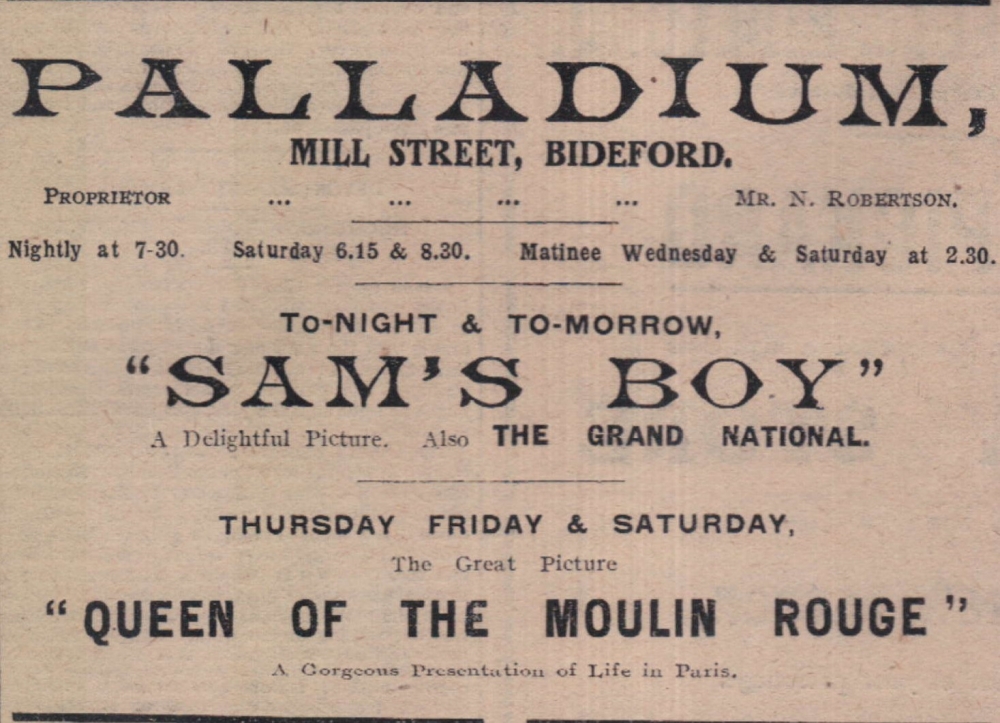 PALLADIUM,
MILL STREET, BIDEFORD.
PROPRIETOR ... ... ... ... MR. N. ROBERTSON.
Nightly at 7-30. Saturday 6.15 & 8.30. Matinee Wednesday & Saturday at 2.30.
TO-NIGHT & TO-MORROW,
“SAM'S BOY”
A Delightful Picture. Also THE GRAND NATIONAL.
THURSDAY FRIDAY & SATURDAY,
The Great Picture
“QUEEN OF THE MOULIN ROUGE”
A Gorgeous Presentation of Life in Paris.